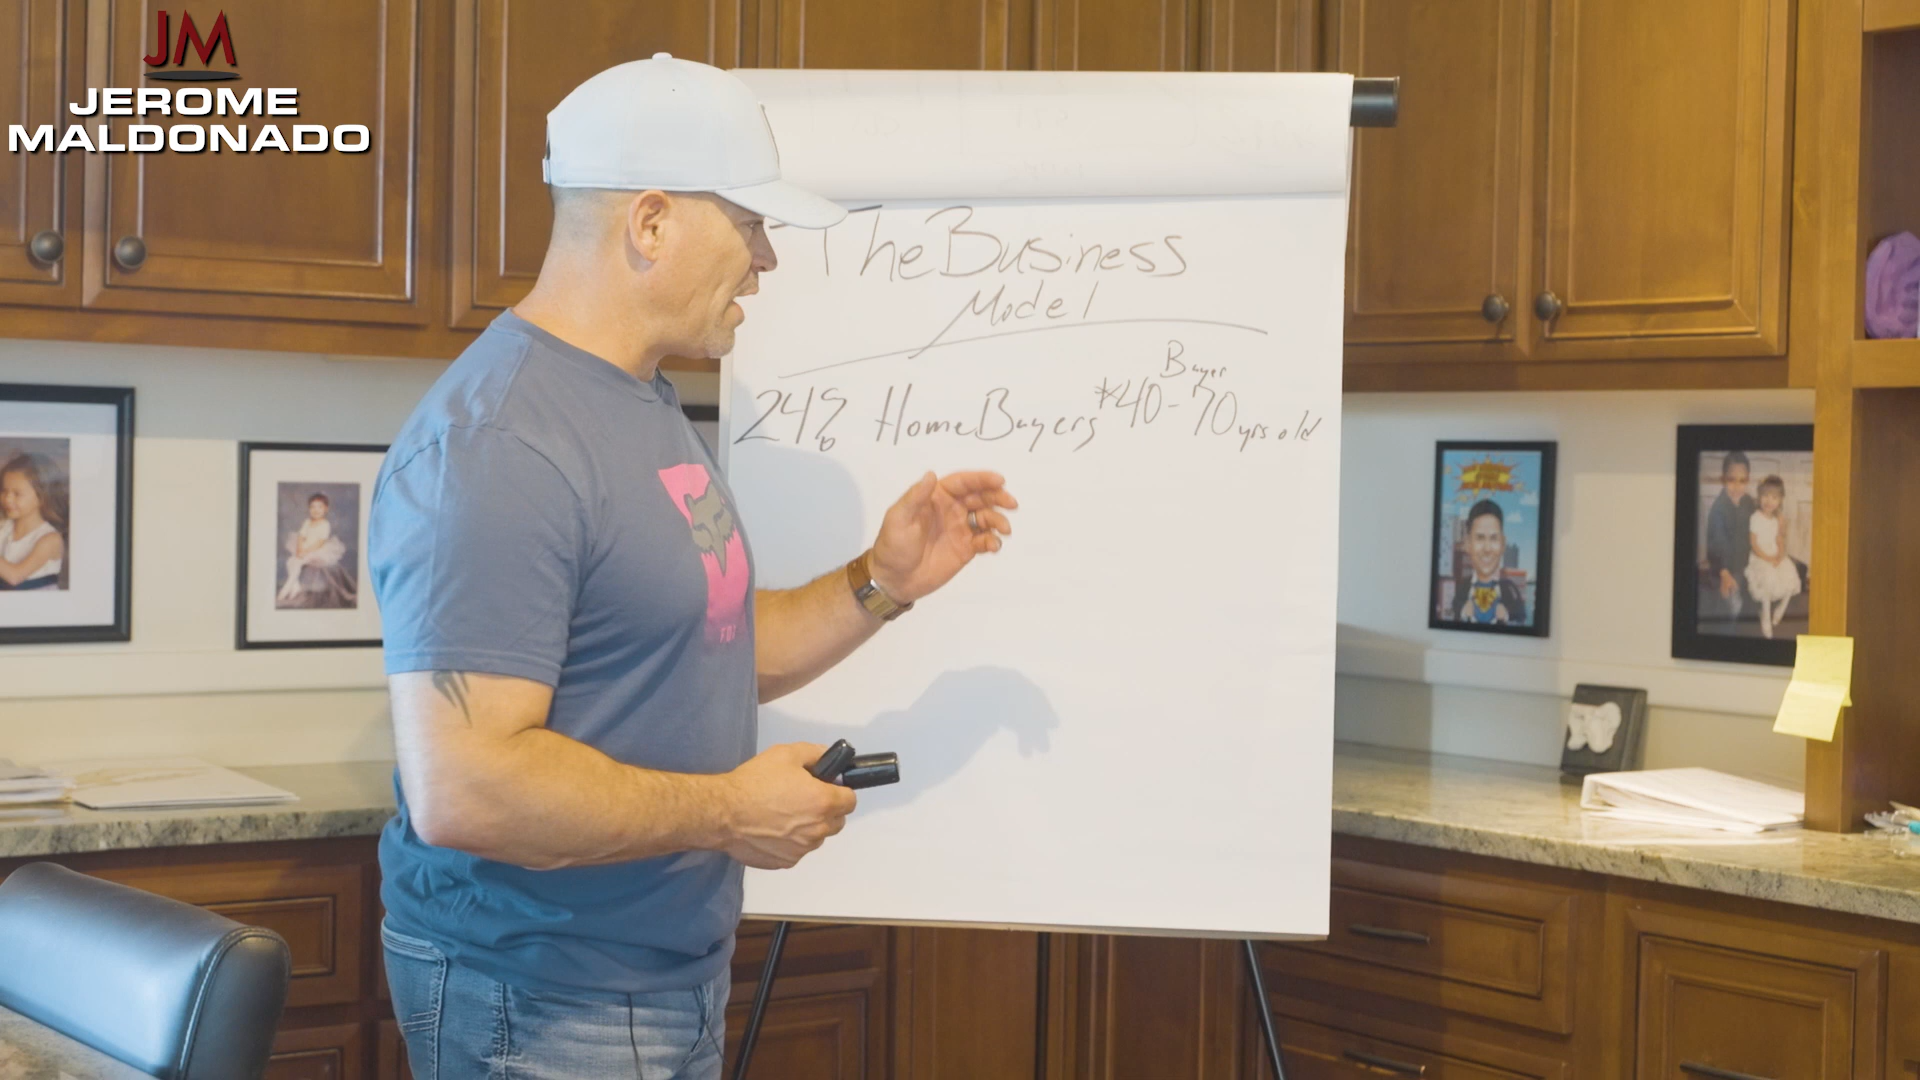 JM
JEROME
MALDONADO
The Business
Model
Buyer
24% Home Buyers *40-70 yrs old